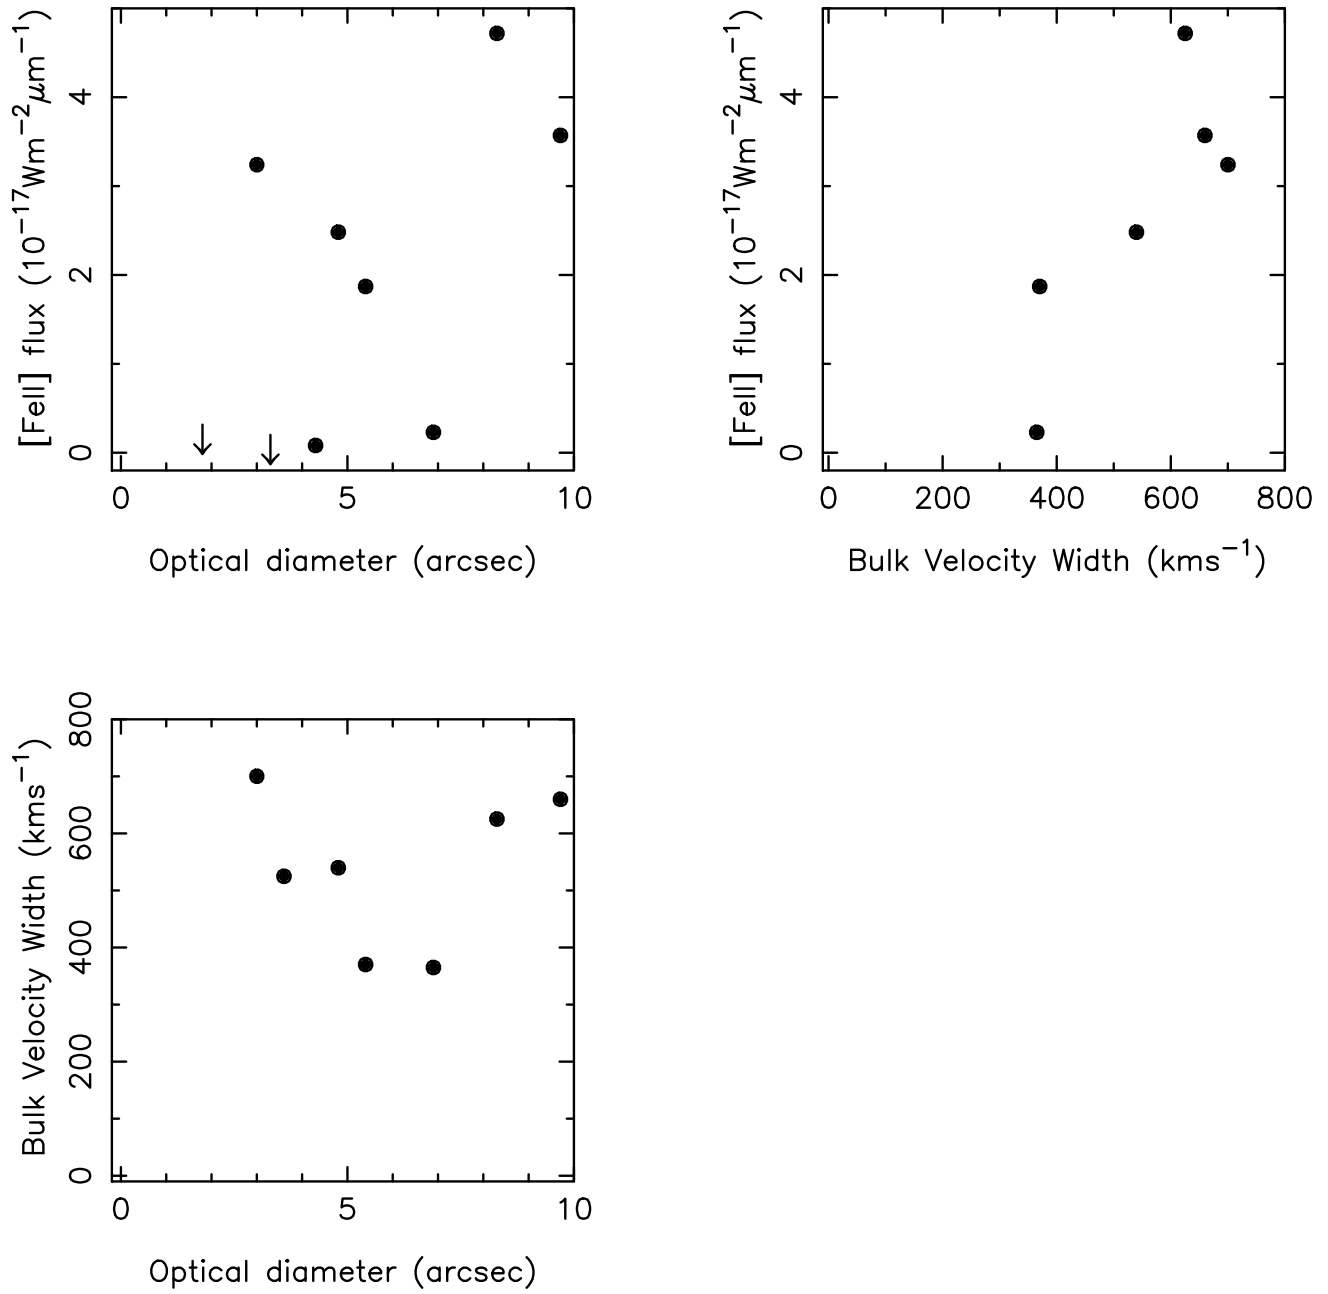 [FeII] flux (10−17Wm−2μm−1)
4
2
0
0 5 10
Optical diameter (arcsec)
[FeII] flux (10−17Wm−2μm−1)
4
2
0
0 200 400 600 800
Bulk Velocity Width (kms−1)
Bulk Velocity Width (kms−1)
800
600
400
200
0
0 5 10
Optical diameter (arcsec)